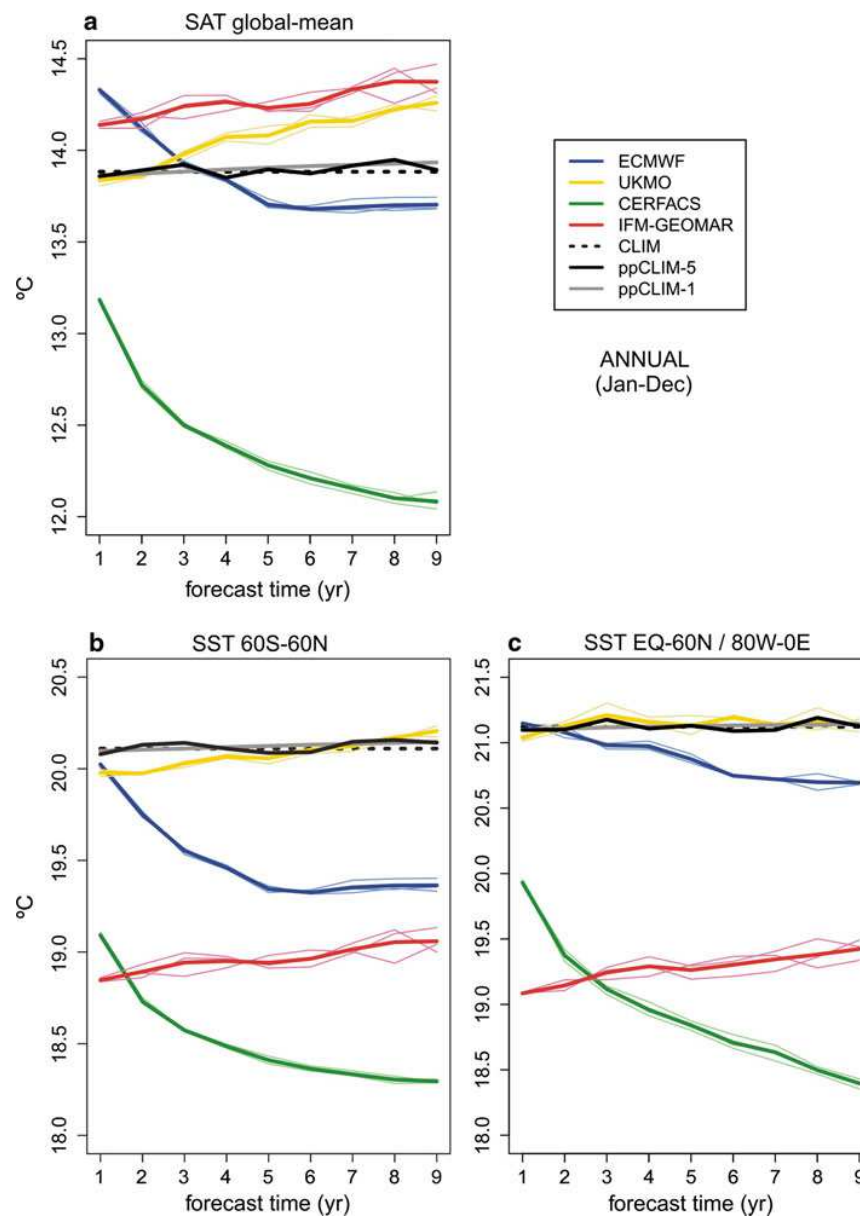 a
SAT global-mean
14.5
14.0
13.5
13.0
12.5
12.0
ºC
1 2 3 4 5 6 7 8 9
forecast time (yr)
ECMWF
UKMO
CERFACS
IFM-GEOMAR
CLIM
ppCLIM-5
ppCLIM-1
ANNUAL
(Jan-Dec)
b
SST 60S-60N
20.5
20.0
19.5
19.0
18.5
18.0
ºC
1 2 3 4 5 6 7 8 9
forecast time (yr)
c
SST EQ-60N / 80W-0E
21.5
21.0
20.5
20.0
19.5
19.0
18.5
18.0
1 2 3 4 5 6 7 8 9
forecast time (yr)